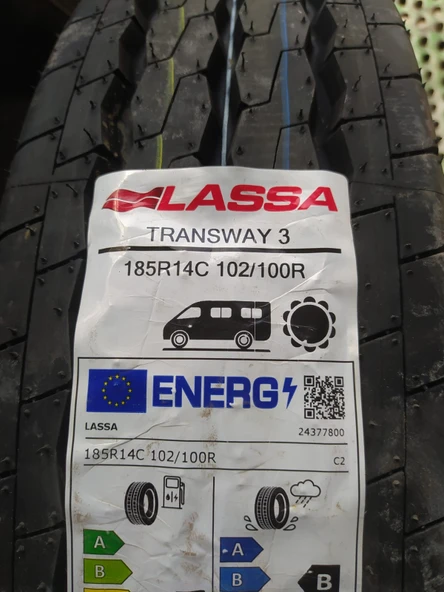 LASSA
TRANSWAY 3
185R14C 102/100R
ENERG
LASSA
24377800
185R14C 102/100R
C2
A
B
A
B
B